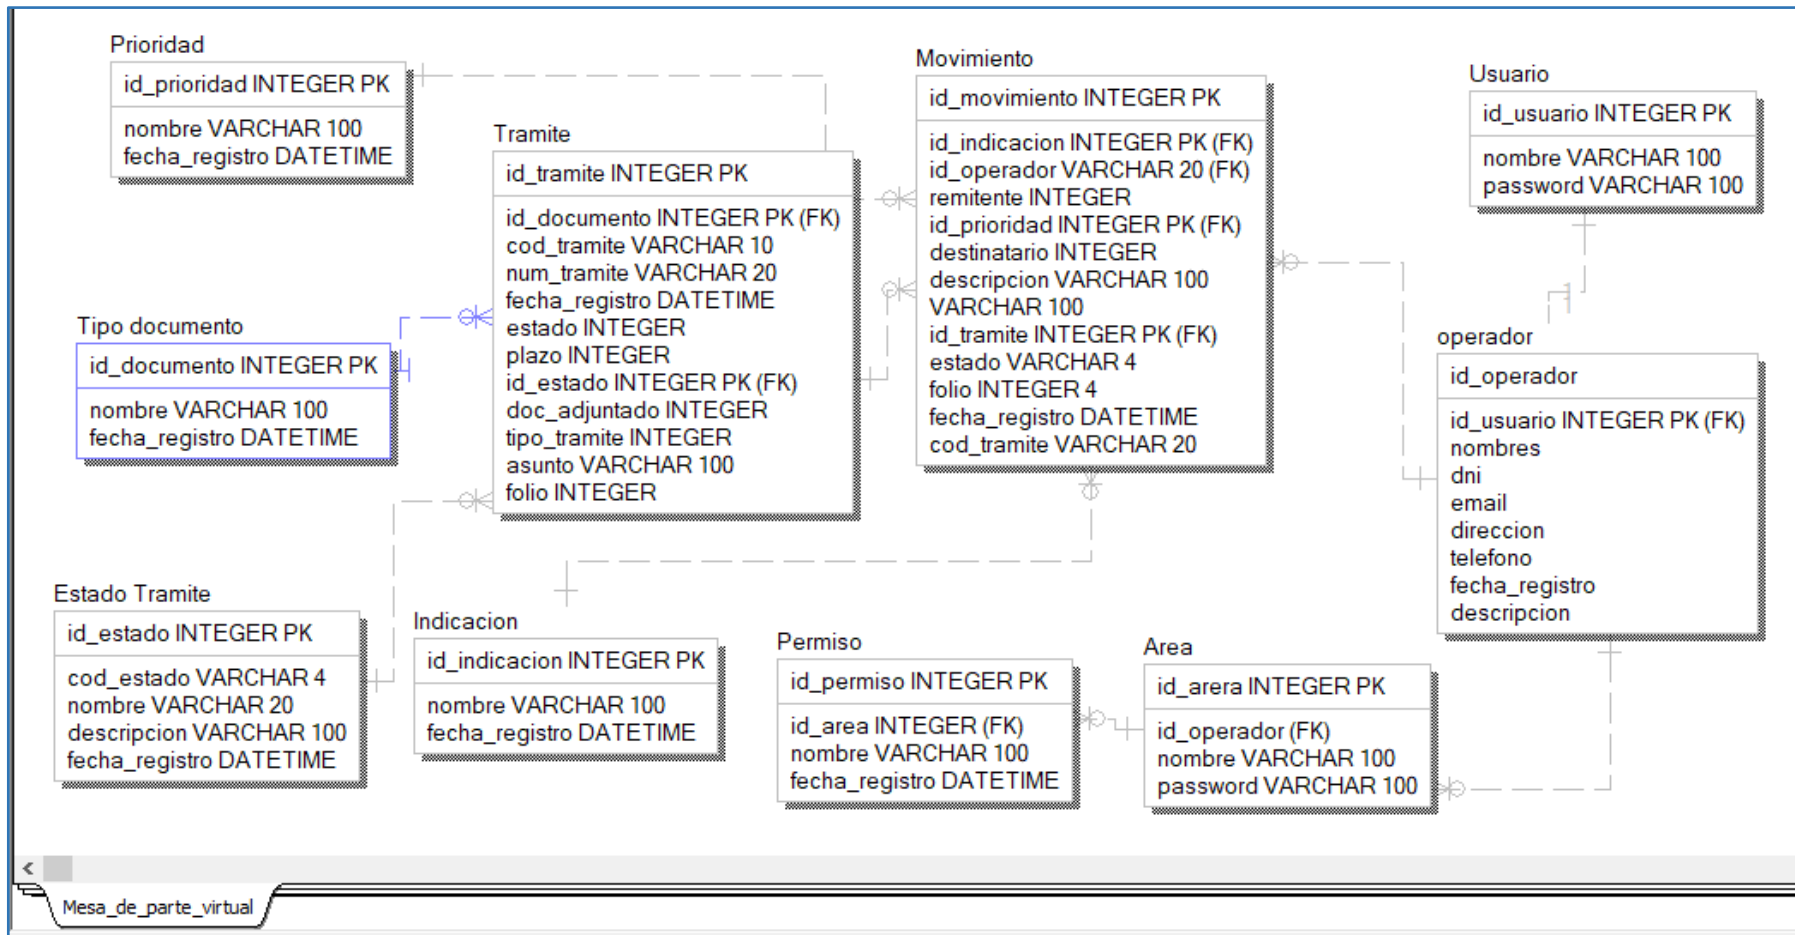 Prioridad
id_prioridad INTEGER PK
nombre VARCHAR 100
fecha_registro DATETIME
Tramite
id_tramite INTEGER PK
id_documento INTEGER PK (FK)
cod_tramite VARCHAR 10
num_tramite VARCHAR 20
fecha_registro DATETIME
estado INTEGER
plazo INTEGER
id_estado INTEGER PK (FK)
doc_adjuntado INTEGER
tipo_tramite INTEGER
asunto VARCHAR 100
folio INTEGER
Movimiento
id_movimiento INTEGER PK
id_indicacion INTEGER PK (FK)
id_operador VARCHAR 20 (FK)
remitente INTEGER
id_prioridad INTEGER PK (FK)
destinatario INTEGER
descripcion VARCHAR 100
VARCHAR 100
id_tramite INTEGER PK (FK)
estado VARCHAR 4
folio INTEGER 4
fecha_registro DATETIME
cod_tramite VARCHAR 20
Usuario
id_usuario INTEGER PK
nombre VARCHAR 100
password VARCHAR 100
Tipo documento
id_documento INTEGER PK
nombre VARCHAR 100
fecha_registro DATETIME
operador
id_operador
id_usuario INTEGER PK (FK)
nombres
dni
email
direccion
telefono
fecha_registro
descripcion
Estado Tramite
id_estado INTEGER PK
cod_estado VARCHAR 4
nombre VARCHAR 20
descripcion VARCHAR 100
fecha_registro DATETIME
Indicacion
id_indicacion INTEGER PK
nombre VARCHAR 100
fecha_registro DATETIME
Permiso
id_permiso INTEGER PK
id_area INTEGER (FK)
nombre VARCHAR 100
fecha_registro DATETIME
Area
id_arera INTEGER PK
id_operador (FK)
nombre VARCHAR 100
password VARCHAR 100
Mesa_de_parte_virtual